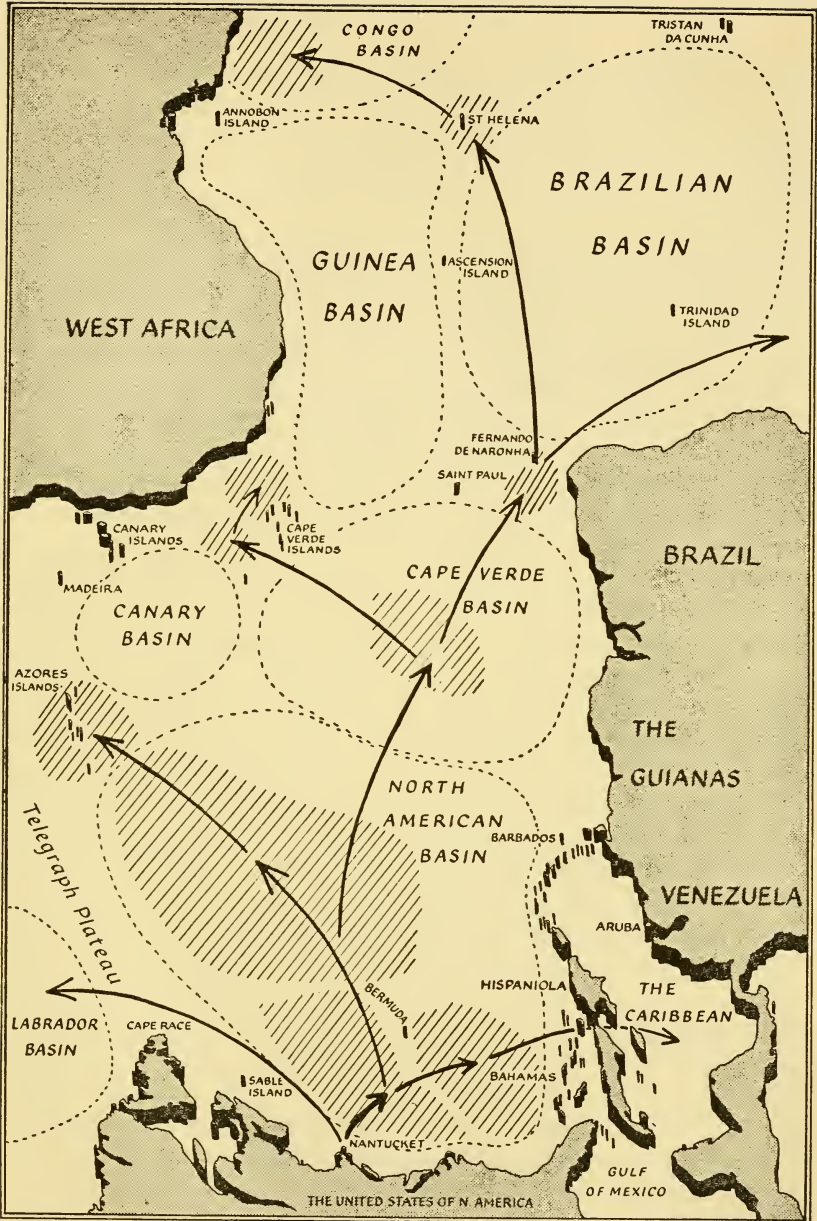 CONGO
BASIN
TRISTAN
DA CUNHA
ANNOBON
ISLAND
ST HELENA
BRAZILIAN
BASIN
GUINEA
BASIN
ASCENSION
ISLAND
WEST AFRICA
TRINIDAD
ISLAND
FERNANDO
DE NARONHA
SAINT PAUL
CANARY
ISLANDS
CAPE
VERDE
ISLANDS
BRAZIL
MADEIRA
CAPE VERDE
BASIN
CANARY
BASIN
AZORES
ISLANDS
THE
GUIANAS
NORTH
AMERICAN
BASIN
BARBADOS
Telegraph Plateau
VENEZUELA
ARUBA
HISPANIOLA
THE
CARIBBEAN
BERMUDA
LABRADOR
BASIN
CAPE RACE
SABLE
ISLAND
BAHAMAS
NANTUCKET
GULF
OF MEXICO
THE UNITED STATES OF N. AMERICA